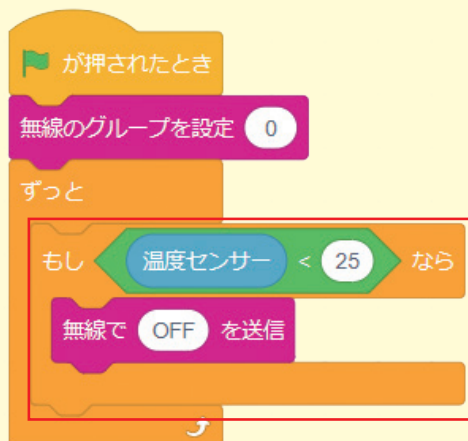 が押されたとき
無線のグループを設定 0
ずっと
もし 温度センサー < 25 なら
無線で OFF を送信